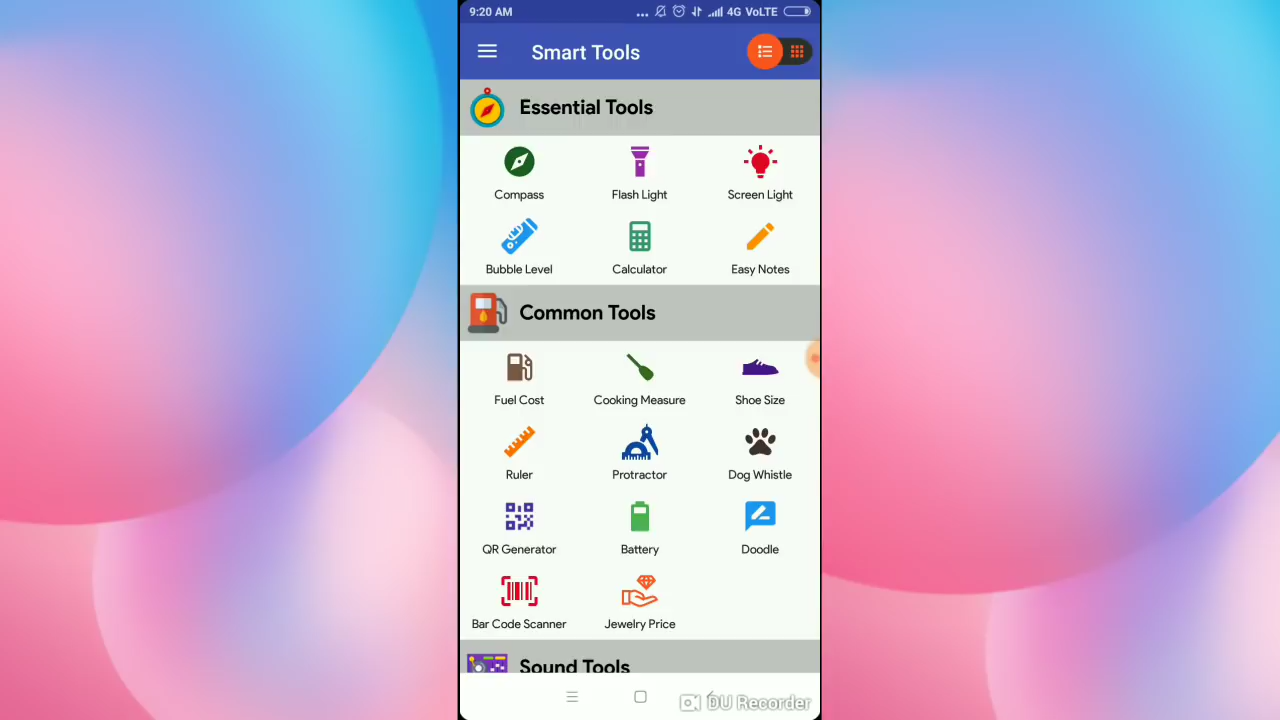 9:20 AM ... 4G VoLTE
Smart Tools
Essential Tools
Compass Flash Light Screen Light
Bubble Level Calculator Easy Notes
Common Tools
Fuel Cost Cooking Measure Shoe Size
Ruler Protractor Dog Whistle
QR Generator Battery Doodle
Bar Code Scanner Jewelry Price
Sound Tools
DU Recorder